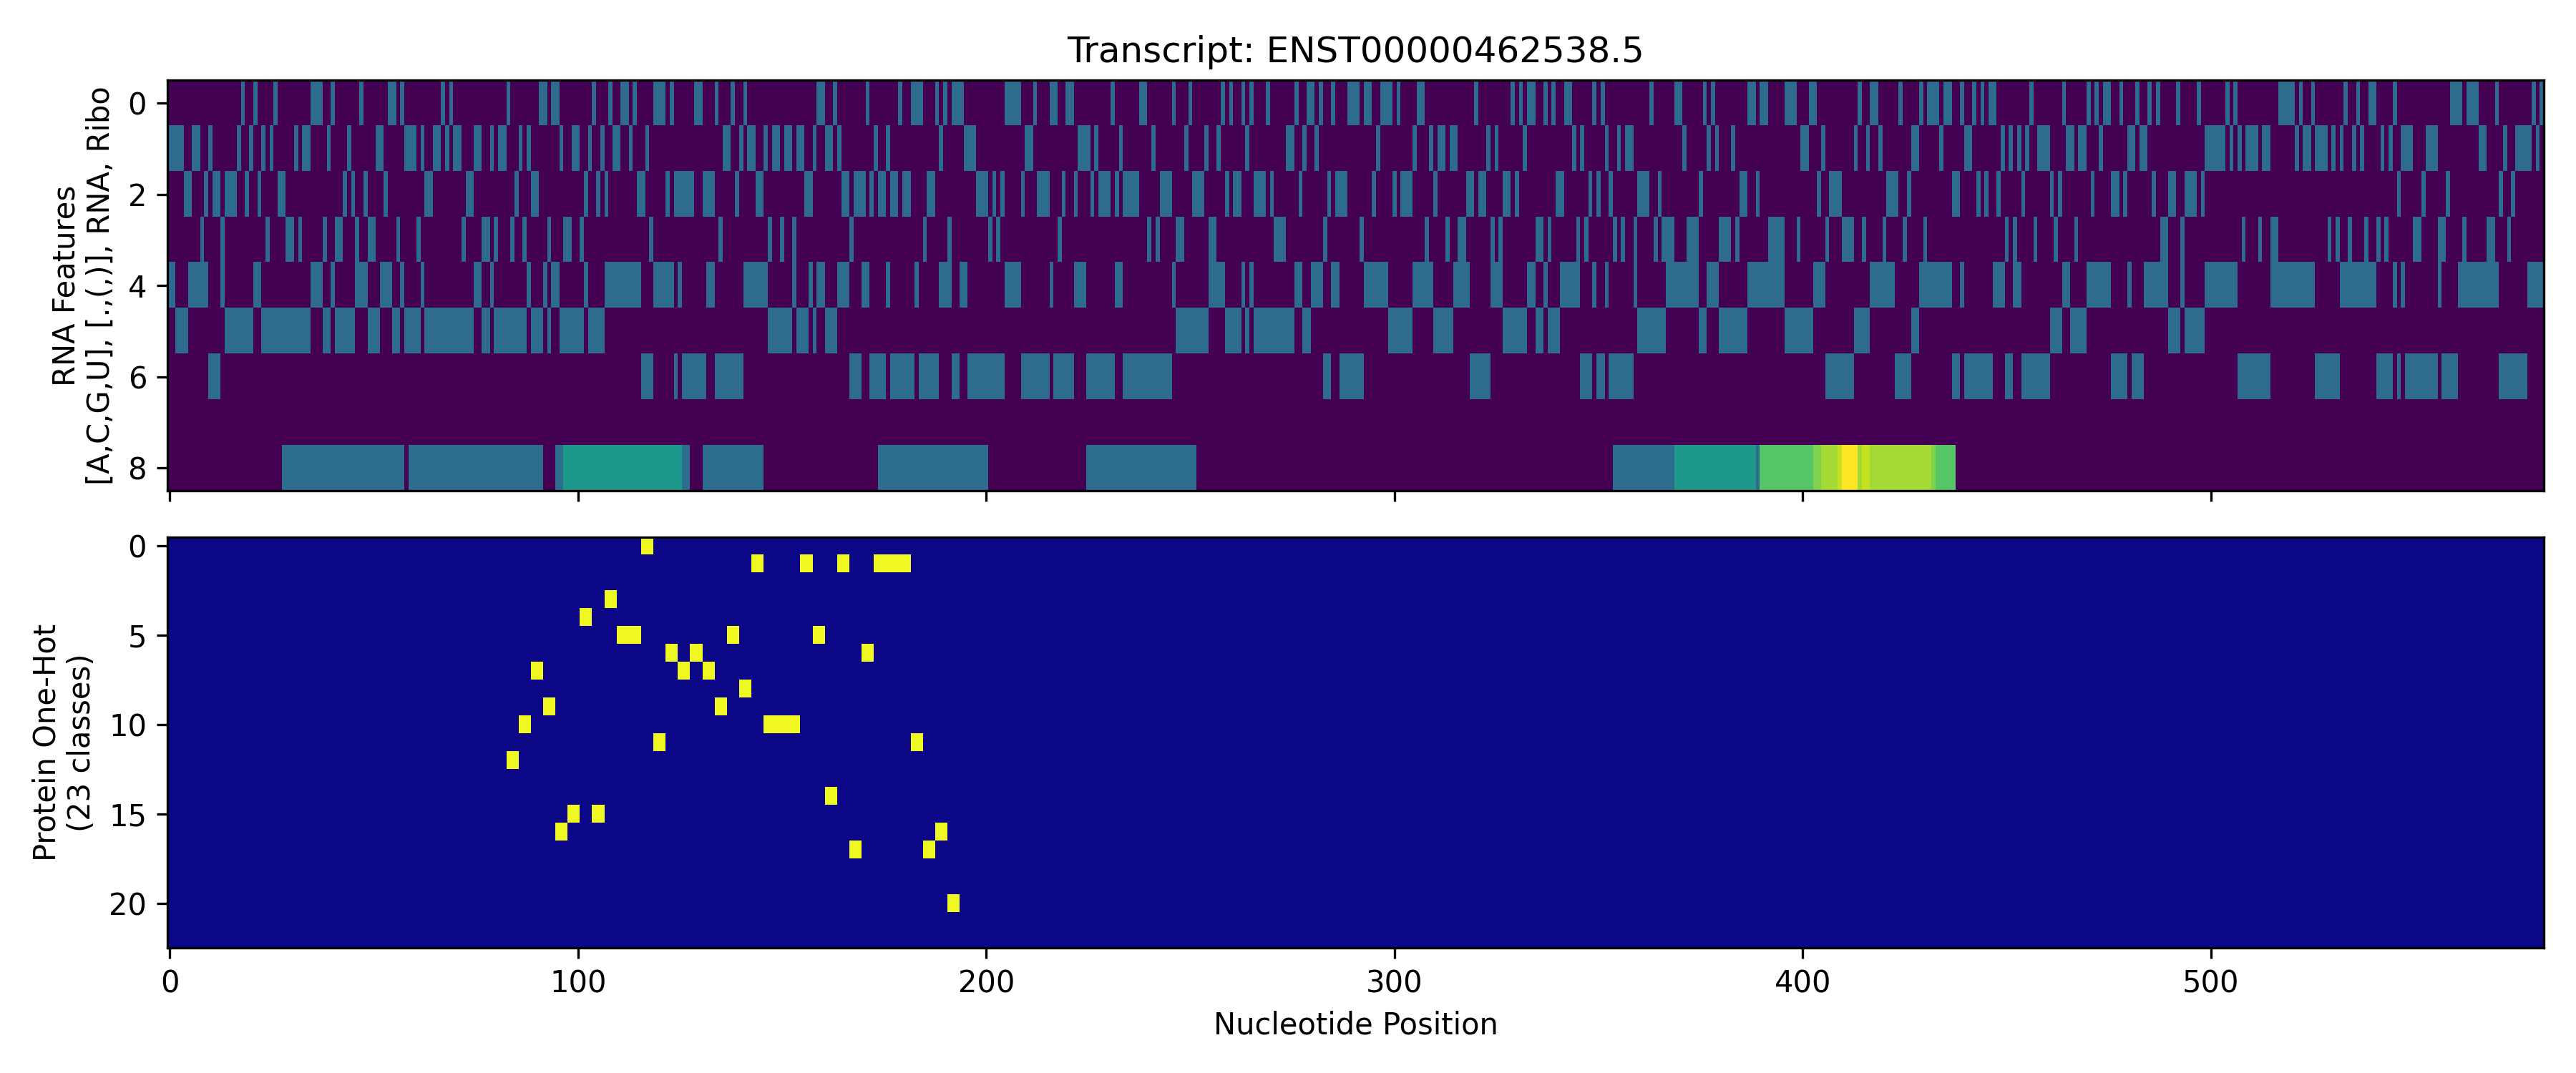 Transcript: ENST00000462538.5
RNA Features
[A,C,G,U], [.,(,)], RNA, Ribo
0
2
4
6
8
Protein One-Hot
(23 classes)
0
5
10
15
20
0 100 200 300 400 500
Nucleotide Position